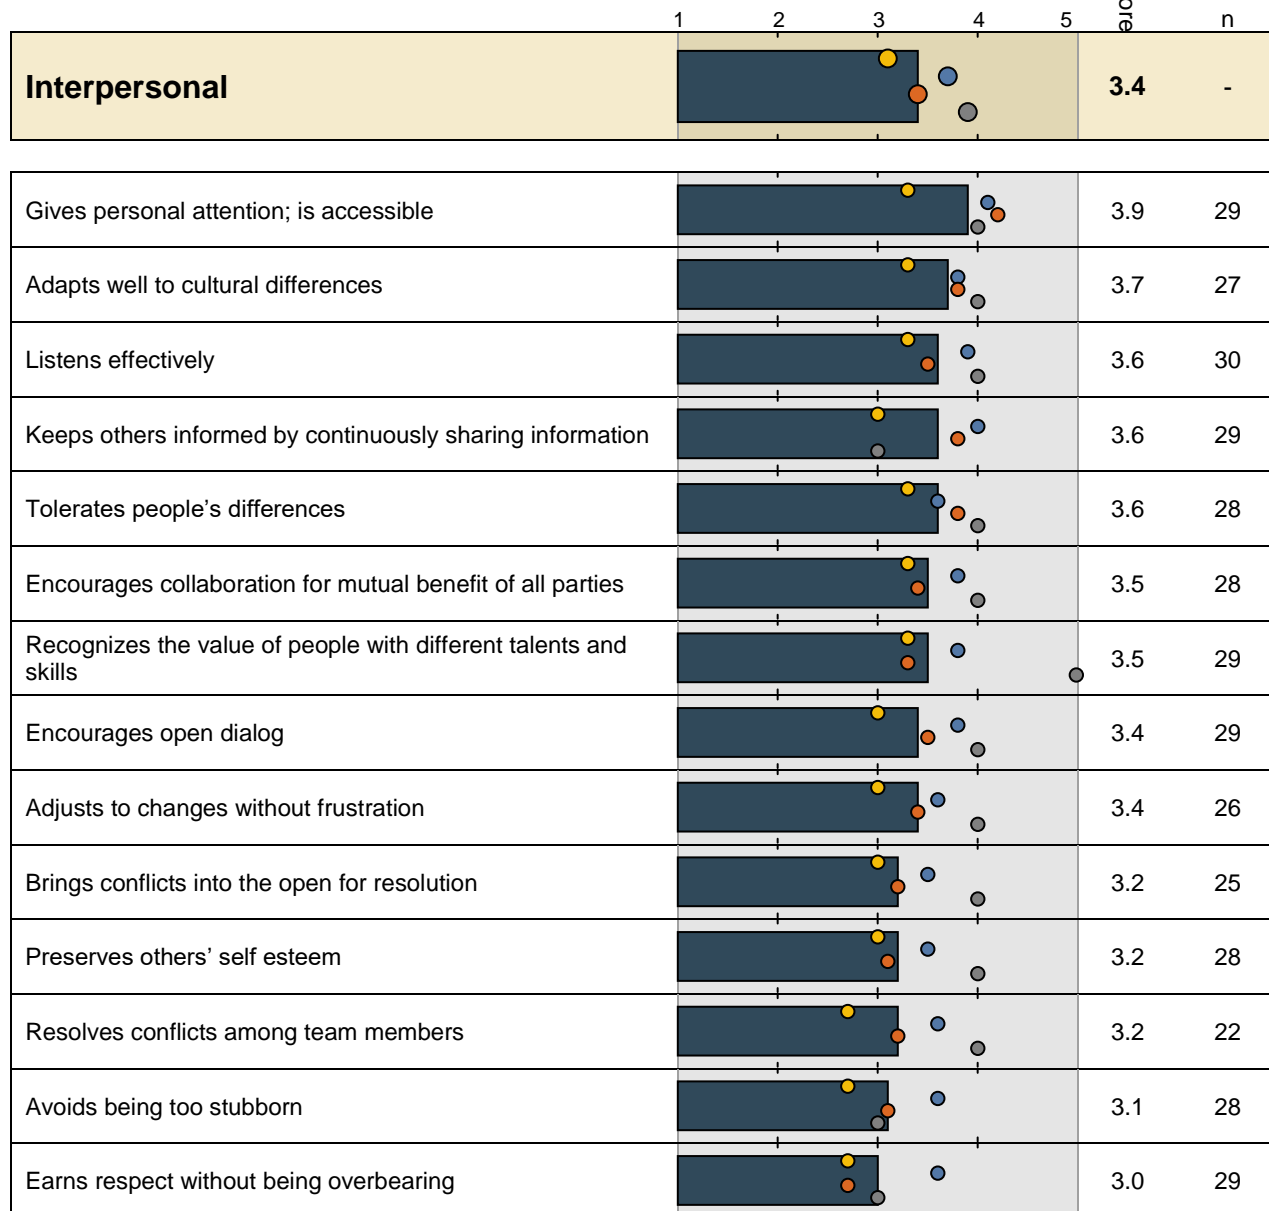 1 2 3 4 5 ore n
Interpersonal 3.4 -
Gives personal attention; is accessible 3.9 29
Adapts well to cultural differences 3.7 27
Listens effectively 3.6 30
Keeps others informed by continuously sharing information 3.6 29
Tolerates people’s differences 3.6 28
Encourages collaboration for mutual benefit of all parties 3.5 28
Recognizes the value of people with different talents and
skills 3.5 29
Encourages open dialog 3.4 29
Adjusts to changes without frustration 3.4 26
Brings conflicts into the open for resolution 3.2 25
Preserves others’ self esteem 3.2 28
Resolves conflicts among team members 3.2 22
Avoids being too stubborn 3.1 28
Earns respect without being overbearing 3.0 29